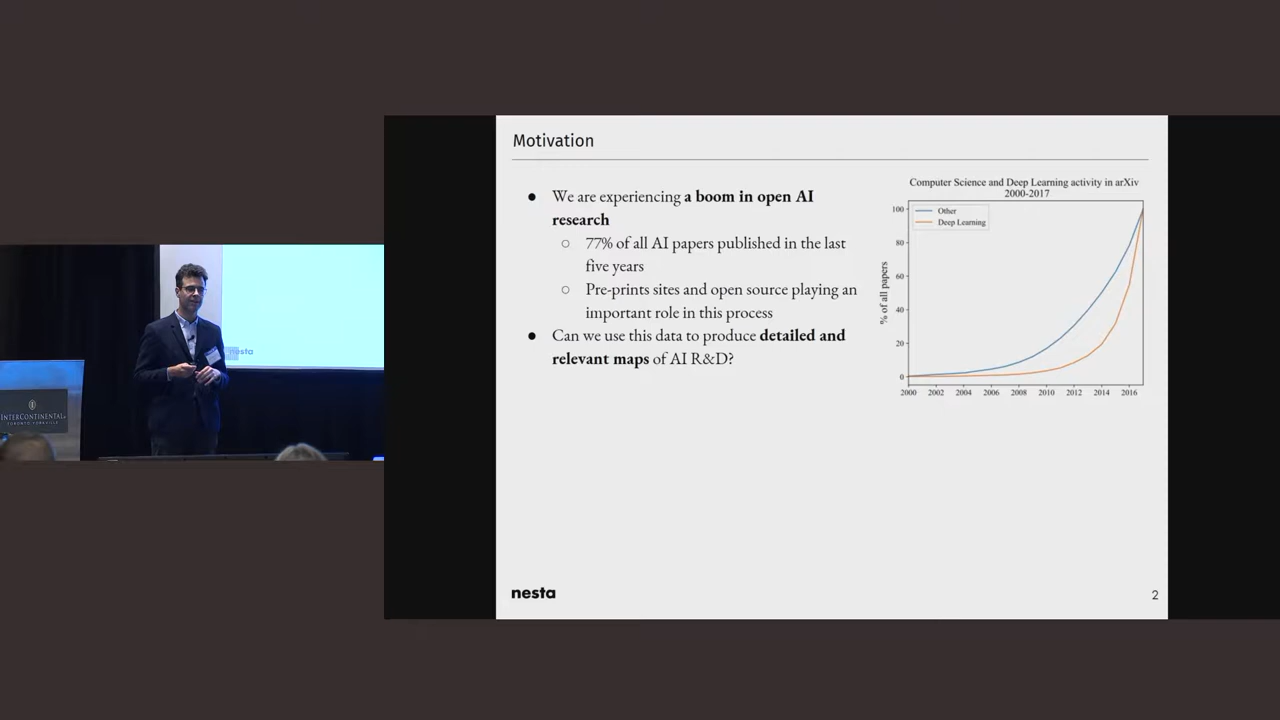 Motivation
● We are experiencing a boom in open AI
research
○ 77% of all AI papers published in the last
five years
○ Pre-prints sites and open source playing an
important role in this process
● Can we use this data to produce detailed and
relevant maps of AI R&D?
Computer Science and Deep Learning activity in arXiv
2000-2017
Other
Deep Learning
% of all papers
100
80
60
40
20
0
2000 2002 2004 2006 2008 2010 2012 2014 2016
nesta
2
nesta
INTERCONTINENTAL
TORONTO YORKVILLE